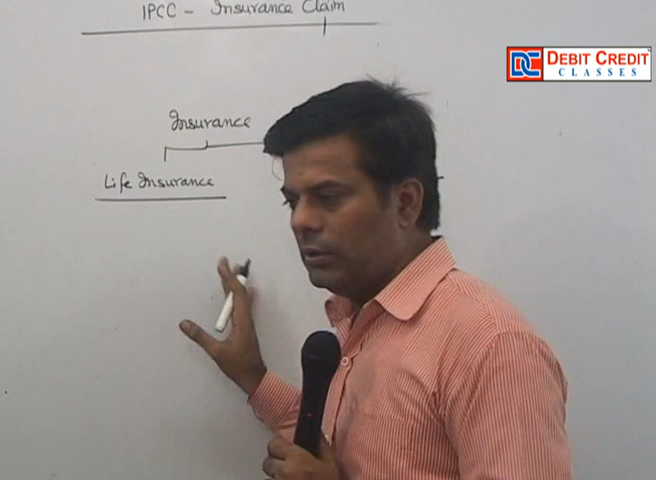 IPCC - Insurance Claim
DEBIT CREDIT
CLASSES
Insurance
Life Insurance